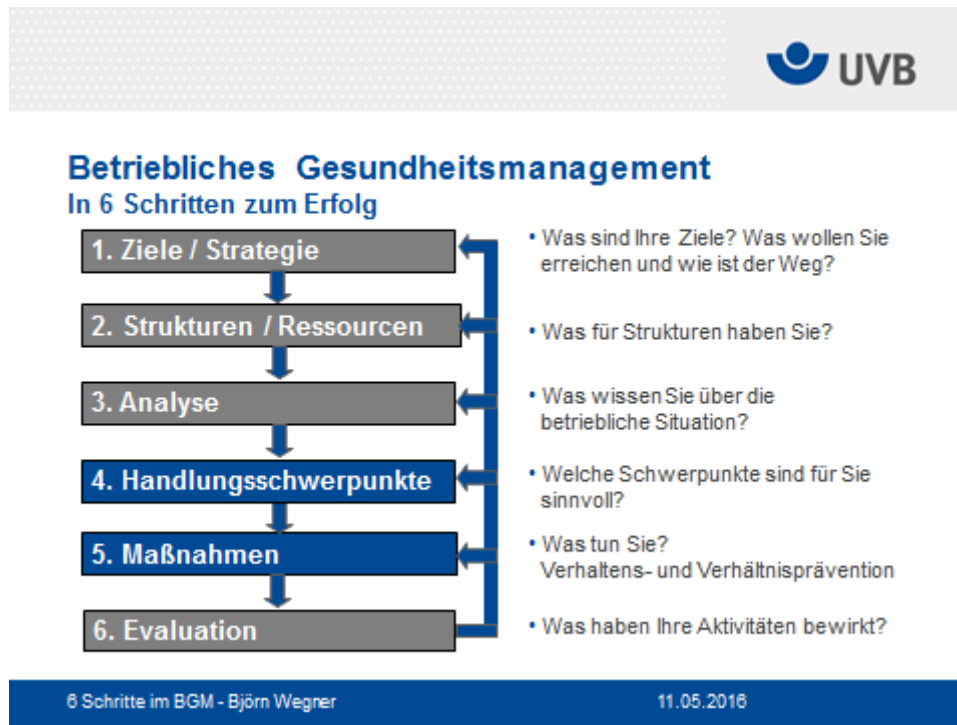 UVB
Betriebliches Gesundheitsmanagement
In 6 Schritten zum Erfolg
1. Ziele / Strategie
• Was sind Ihre Ziele? Was wollen Sie
erreichen und wie ist der Weg?
2. Strukturen / Ressourcen
• Was für Strukturen haben Sie?
3. Analyse
• Was wissen Sie über die
betriebliche Situation?
4. Handlungsschwerpunkte
• Welche Schwerpunkte sind für Sie
sinnvoll?
5. Maßnahmen
• Was tun Sie?
Verhaltens- und Verhältnisprävention
6. Evaluation
• Was haben Ihre Aktivitäten bewirkt?
6 Schritte im BGM - Björn Wegner
11.05.2016